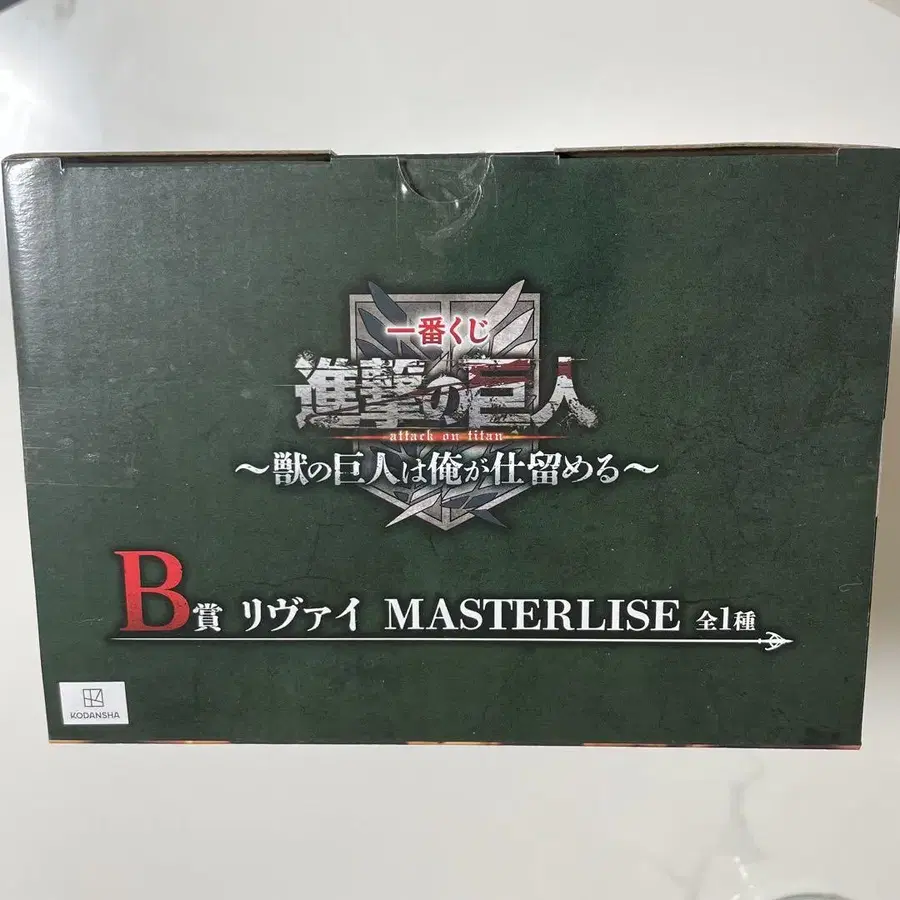 一番くじ
進撃の巨人
attack on titan
～獣の巨人は俺が仕留める～
B賞 リヴァイ MASTERLISE 全1種
KODANSHA